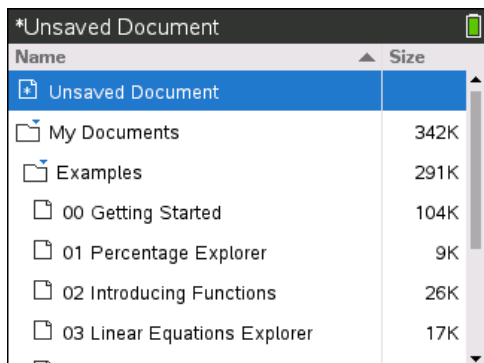 *Unsaved Document
Name Size
Unsaved Document
My Documents 342K
Examples 291K
00 Getting Started 104K
01 Percentage Explorer 9K
02 Introducing Functions 26K
03 Linear Equations Explorer 17K